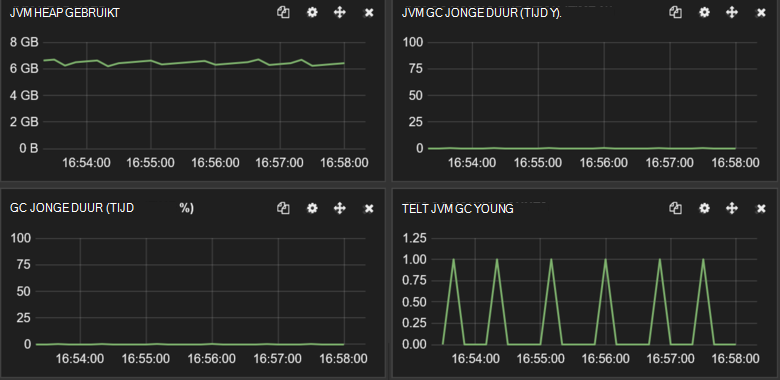 JVM HEAP GEBRUIKT
8 GB
6 GB
4 GB
2 GB
0 B
16:54:00 16:55:00 16:56:00 16:57:00 16:58:00
JVM GC JONGE DUUR (TIJD Y).
100
75
50
25
0
16:54:00 16:55:00 16:56:00 16:57:00 16:58:00
GC JONGE DUUR (TIJD %)
100
75
50
25
0
16:54:00 16:55:00 16:56:00 16:57:00 16:58:00
TELT JVM GC YOUNG
1.25
1.00
0.75
0.50
0.25
0.00
16:54:00 16:55:00 16:56:00 16:57:00 16:58:00